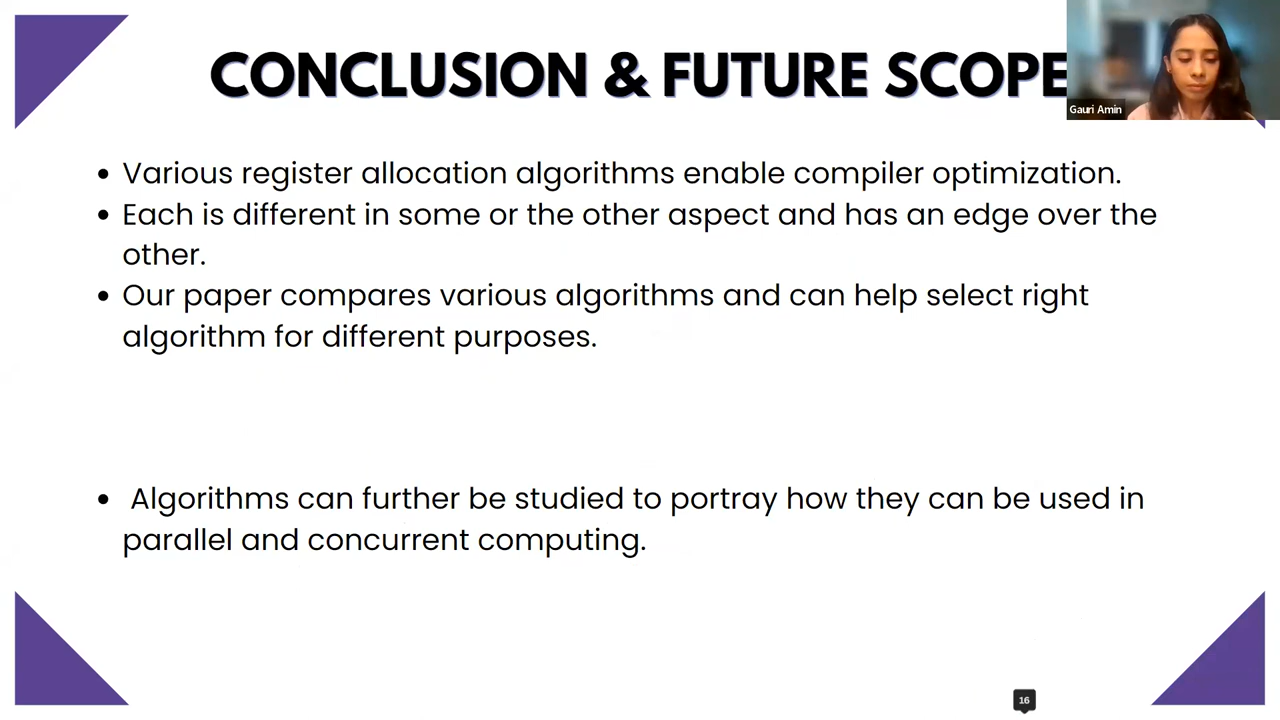 CONCLUSION & FUTURE SCOPE
Gauri Amin
• Various register allocation algorithms enable compiler optimization.
• Each is different in some or the other aspect and has an edge over the
other.
• Our paper compares various algorithms and can help select right
algorithm for different purposes.
• Algorithms can further be studied to portray how they can be used in
parallel and concurrent computing.
16